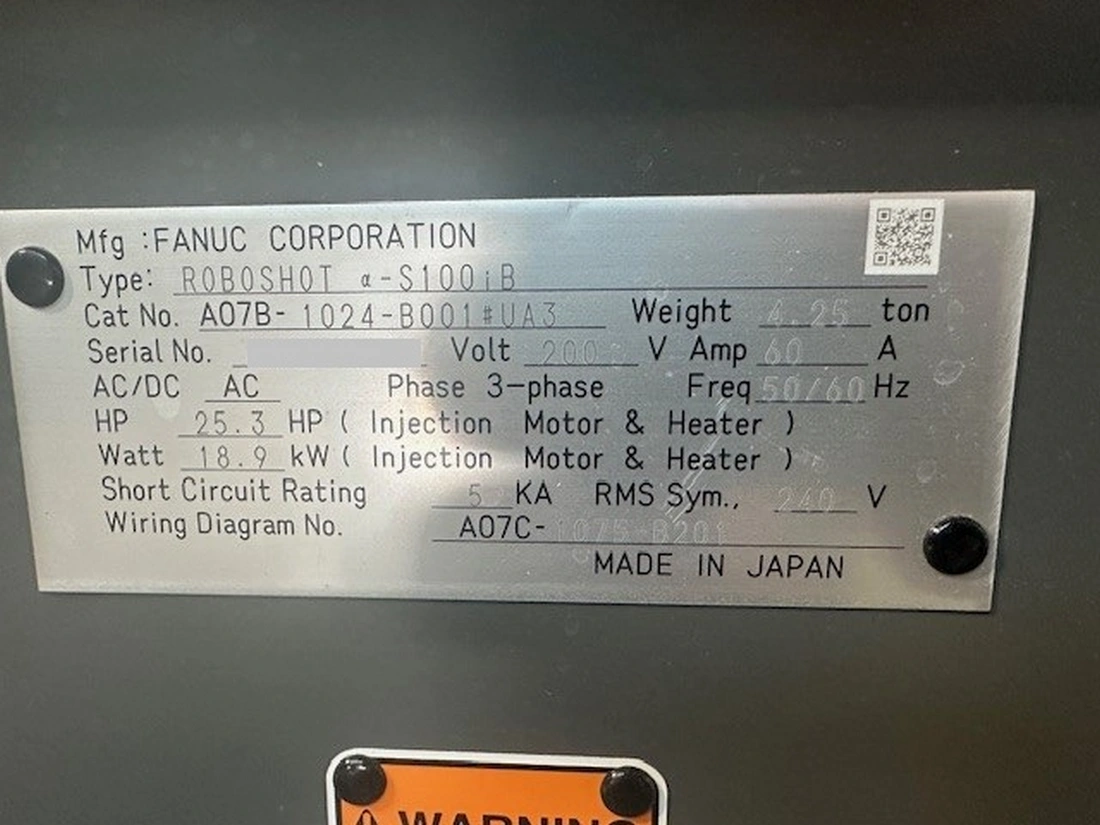 Mfg :FANUC CORPORATION
Type: ROBOSHOT α-S100iB
Cat No. A07B-1024-B001#UA3 Weight 4.25 ton
Serial No. Volt 200 V Amp 60 A
AC/DC AC Phase 3-phase Freq 50/60 Hz
HP 25.3 HP ( Injection Motor & Heater )
Watt 18.9 kW ( Injection Motor & Heater )
Short Circuit Rating 5 KA RMS Sym., 240 V
Wiring Diagram No. A07C-1075-B201
MADE IN JAPAN
WARNING